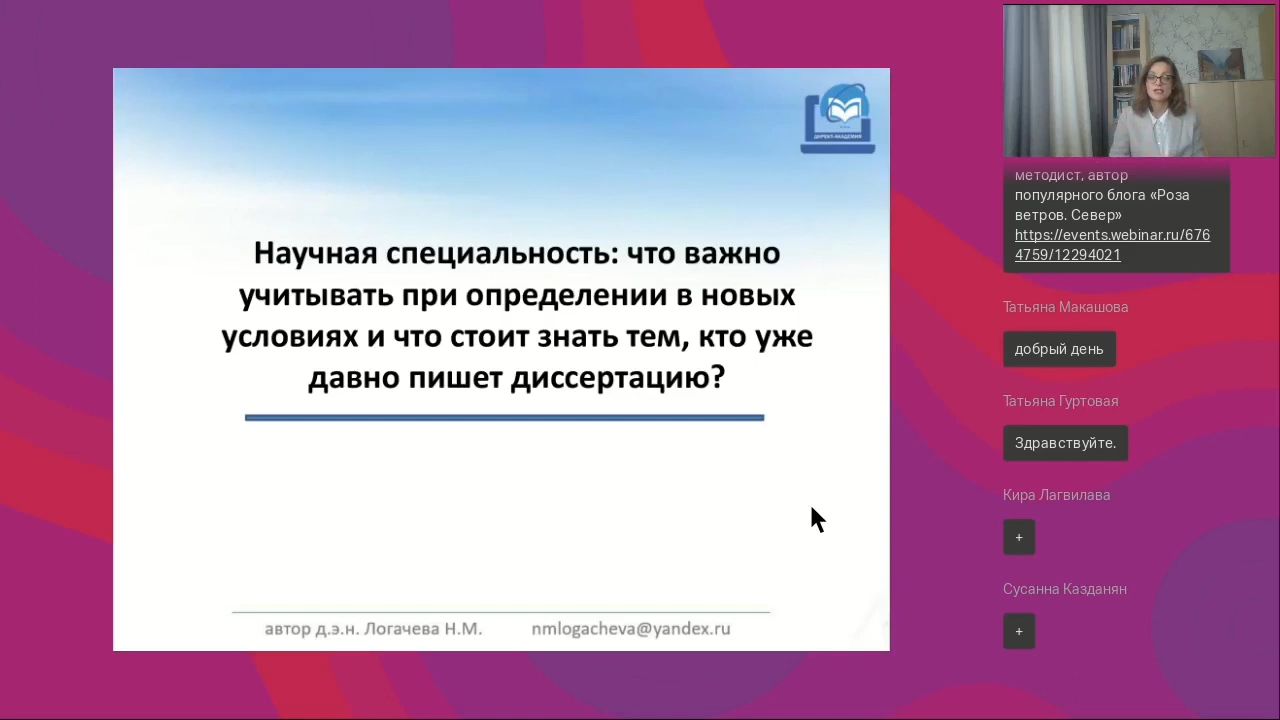 ДИРЕКТ-АКАДЕМИЯ
Научная специальность: что важно
учитывать при определении в новых
условиях и что стоит знать тем, кто уже
давно пишет диссертацию?
автор д.э.н. Логачева Н.М. nmlogacheva@yandex.ru
методист, автор
популярного блога «Роза
ветров. Север»
https://events.webinar.ru/676
4759/12294021
Татьяна Макашова
добрый день
Татьяна Гуртовая
Здравствуйте.
Кира Лагвилава
+
Сусанна Казданян
+